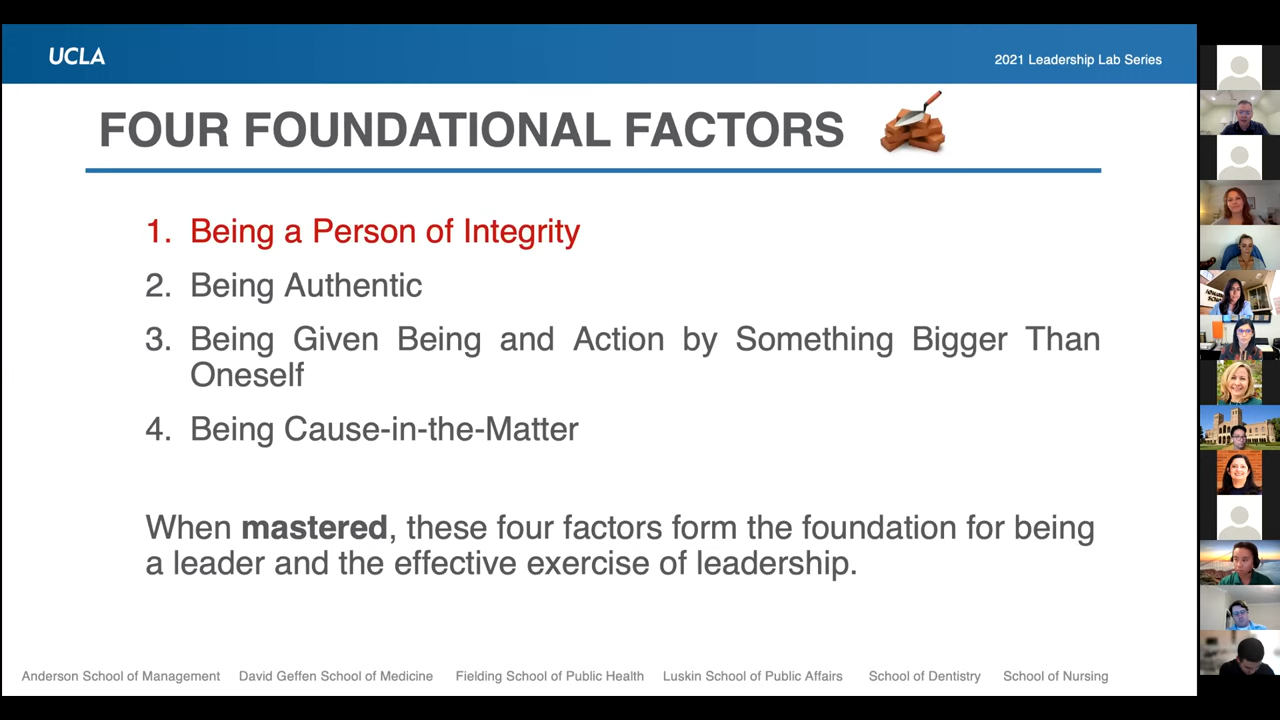 UCLA
2021 Leadership Lab Series
FOUR FOUNDATIONAL FACTORS
1. Being a Person of Integrity
2. Being Authentic
3. Being Given Being and Action by Something Bigger Than
Oneself
4. Being Cause-in-the-Matter
When mastered, these four factors form the foundation for being
a leader and the effective exercise of leadership.
Anderson School of Management David Geffen School of Medicine Fielding School of Public Health Luskin School of Public Affairs School of Dentistry School of Nursing